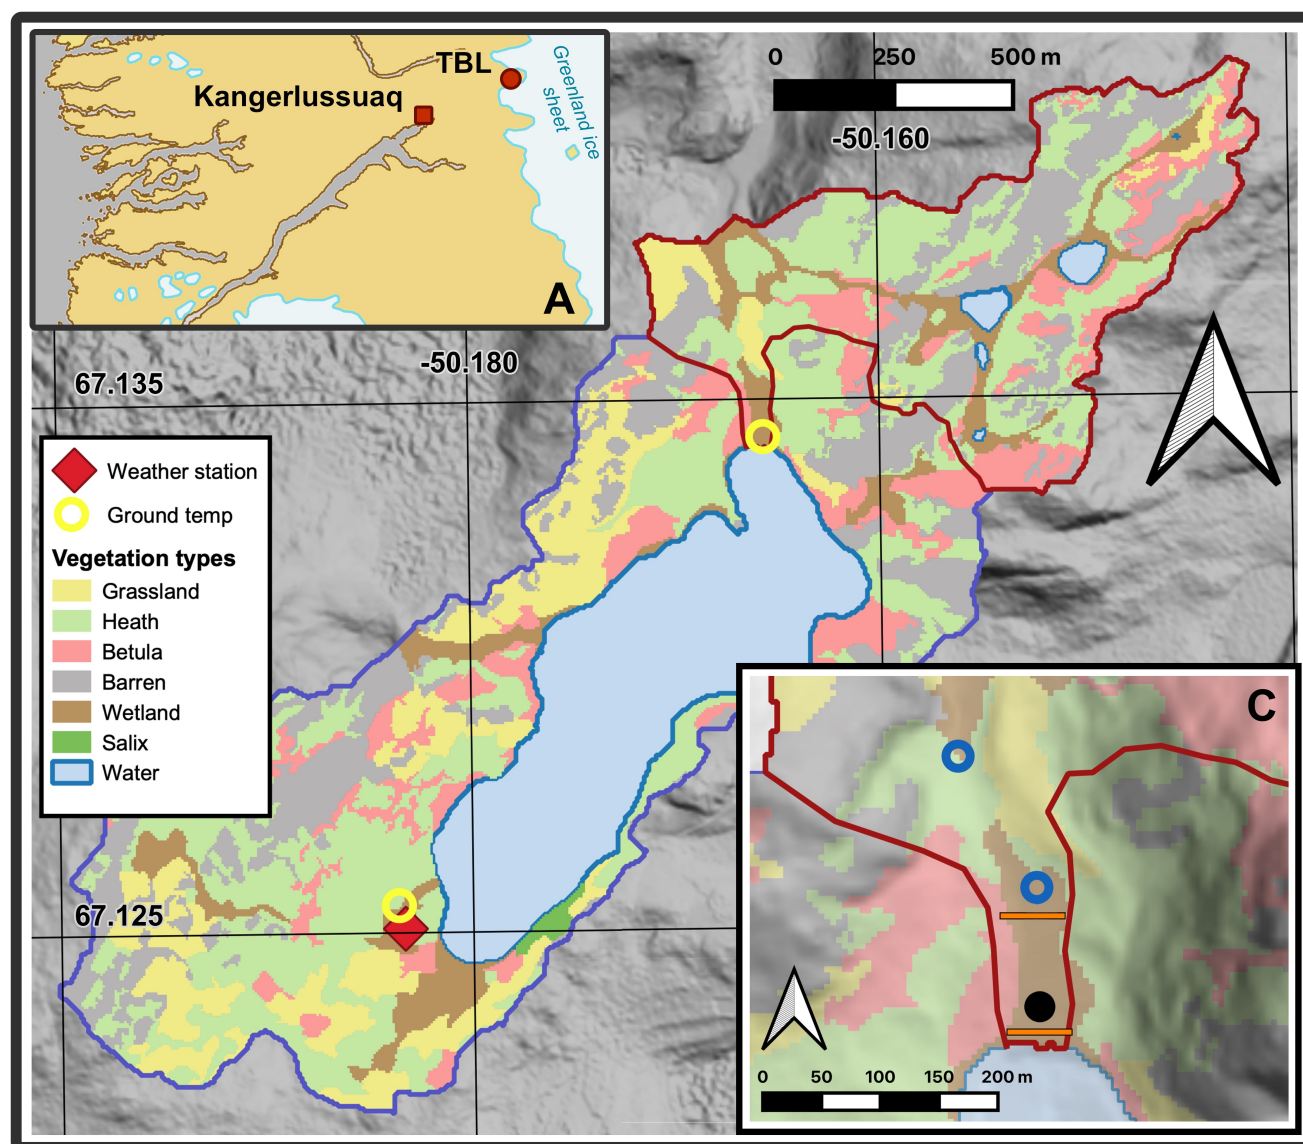 TBL
Kangerlussuaq
Greenland ice
sheet
A
0 250 500 m
-50.160
-50.180
67.135
Weather station
Ground temp
Vegetation types
Grassland
Heath
Betula
Barren
Wetland
Salix
Water
67.125
C
0 50 100 150 200 m